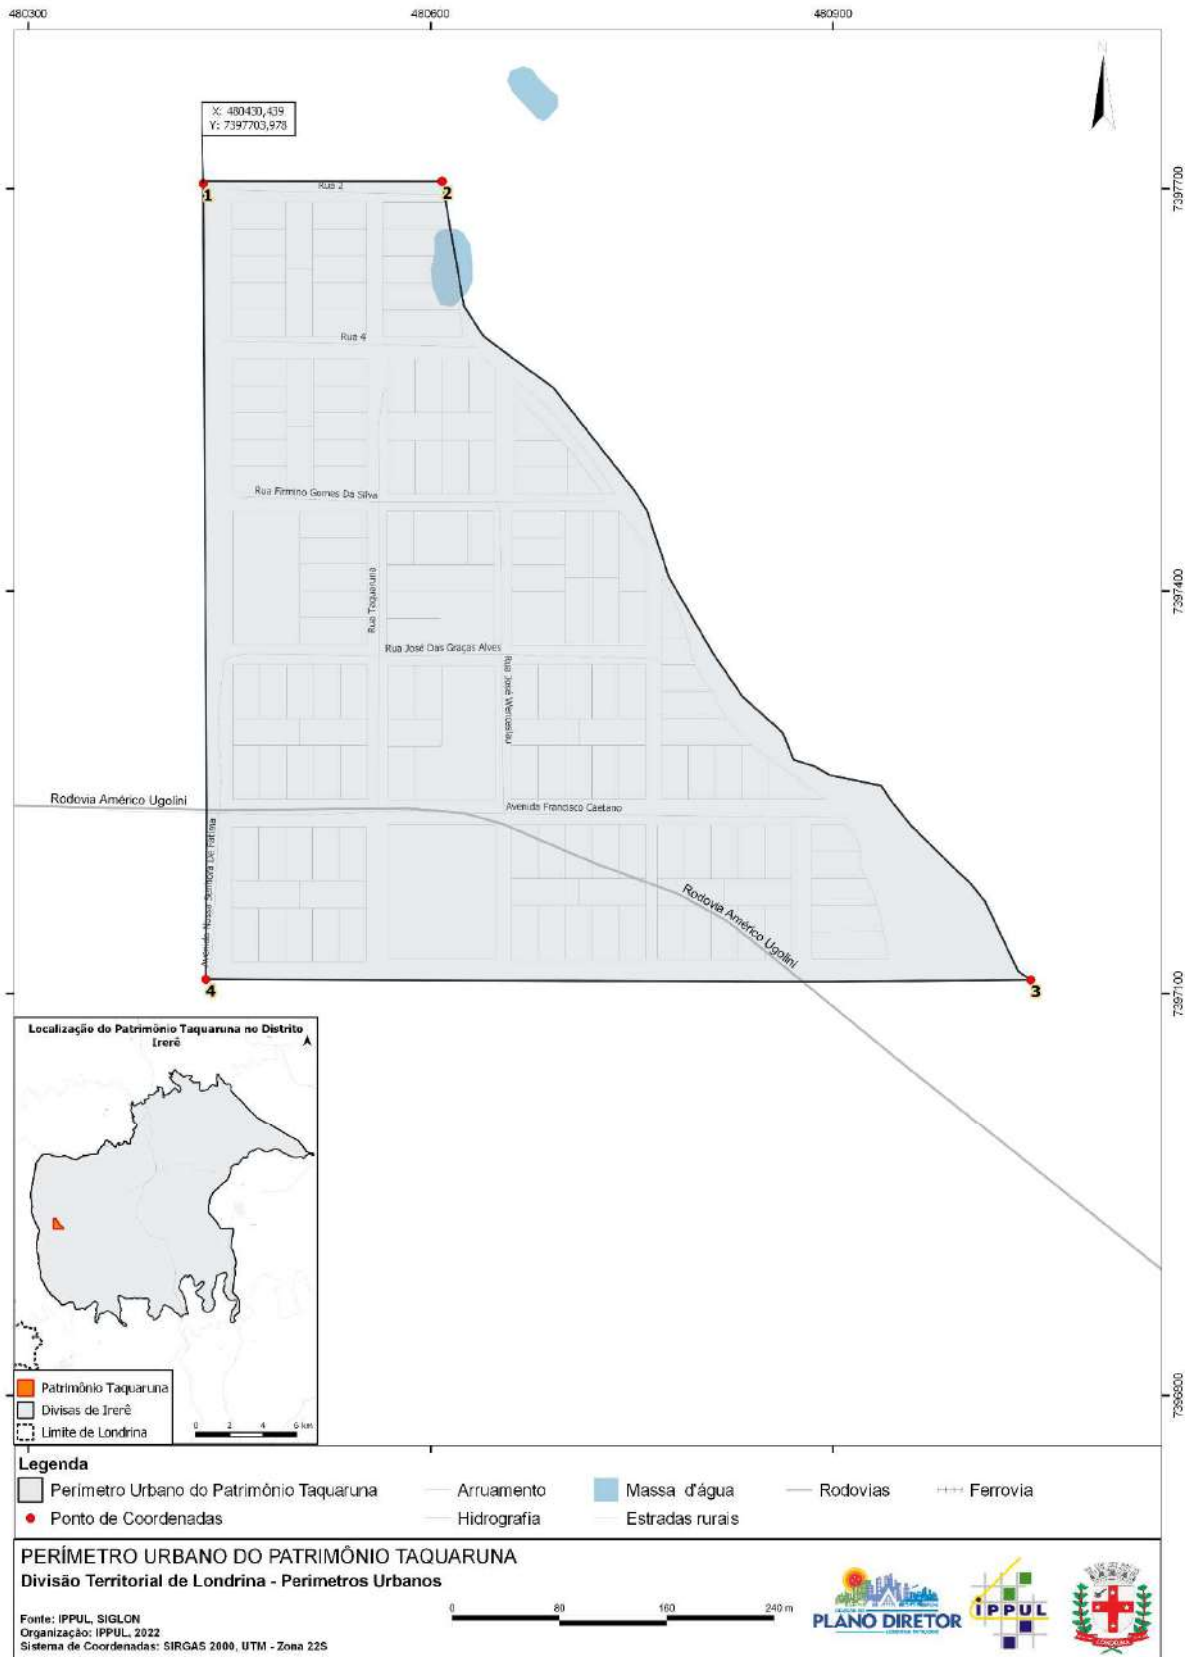 480300
480600
480900
N
X: 480430,439
Y: 7397703,978
7397700
1
2
Rua 2
Rua 4
Rua Firmino Gomes Da Silva
Rua Taquaruna
7397400
Rua José Das Graças Alves
Rua José Wenceslau
Rodovia Américo Ugolini
Avenida Francisco Caetano
Avenida Nossa Senhora De Fátima
Rodovia Américo Ugolini
4
3
7397100
Localização do Patrimônio Taquaruna no Distrito
Irerê
Patrimônio Taquaruna
Divisas de Irerê
Limite de Londrina
0 2 4 6 km
7396800
Legenda
Perímetro Urbano do Patrimônio Taquaruna
Arruamento
Massa d'água
Rodovias
Ferrovia
Ponto de Coordenadas
Hidrografia
Estradas rurais
PERÍMETRO URBANO DO PATRIMÔNIO TAQUARUNA
Divisão Territorial de Londrina - Perímetros Urbanos
Fonte: IPPUL, SIGLON
Organização: IPPUL, 2022
Sistema de Coordenadas: SIRGAS 2000, UTM - Zona 22S
0 80 160 240 m
PLANO DIRETOR
IPPUL
LONDRINA